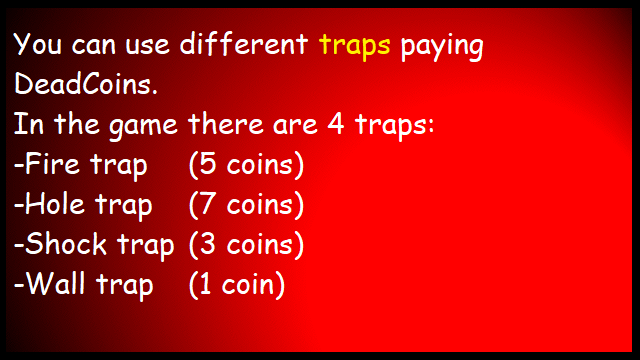 You can use different traps paying
DeadCoins.
In the game there are 4 traps:
-Fire trap (5 coins)
-Hole trap (7 coins)
-Shock trap (3 coins)
-Wall trap (1 coin)